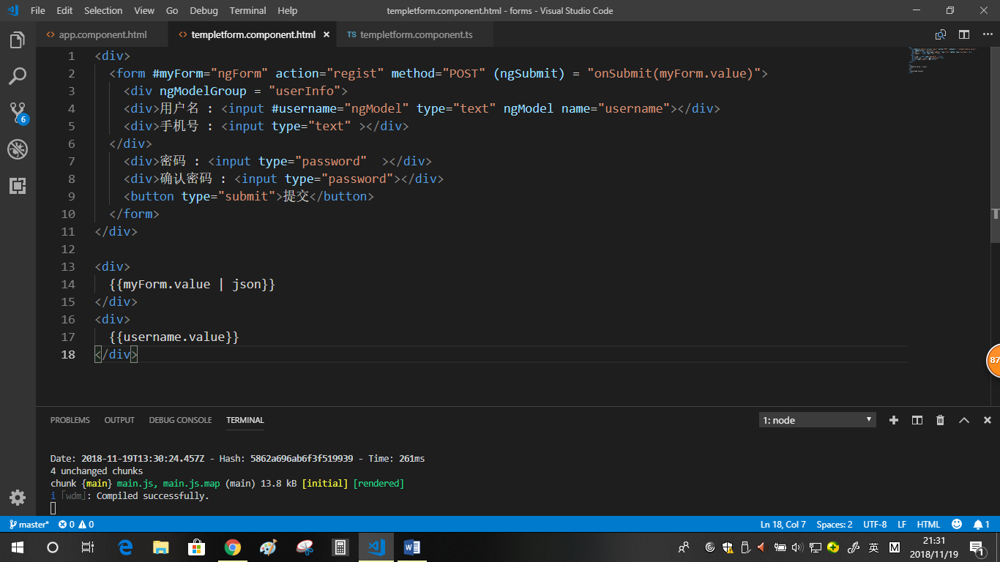 File Edit Selection View Go Debug Terminal Help templetform.component.html - forms - Visual Studio Code
<> app.component.html <> templetform.component.html × TS templetform.component.ts
1 <div>
2 <form #myForm="ngForm" action="regist" method="POST" (ngSubmit) = "onSubmit(myForm.value)">
3 <div ngModelGroup = "userInfo">
4 <div>用户名 : <input #username="ngModel" type="text" ngModel name="username"></div>
5 <div>手机号 : <input type="text" ></div>
6 </div>
7 <div>密码 : <input type="password"  ></div>
8 <div>确认密码 : <input type="password"></div>
9 <button type="submit">提交</button>
10 </form>
11 </div>
12
13 <div>
14 {{myForm.value | json}}
15 </div>
16 <div>
17 {{username.value}}
18 </div>
6
87
PROBLEMS OUTPUT DEBUG CONSOLE TERMINAL 1: node
Date: 2018-11-19T13:30:24.457Z - Hash: 5862a696ab6f3f519939 - Time: 261ms
4 unchanged chunks
chunk {main} main.js, main.js.map (main) 13.8 kB [initial] [rendered]
i ｢wdm｣: Compiled successfully.
master* 0 0 Ln 18, Col 7 Spaces: 2 UTF-8 LF HTML 1
英 M 21:31
2018/11/19 1